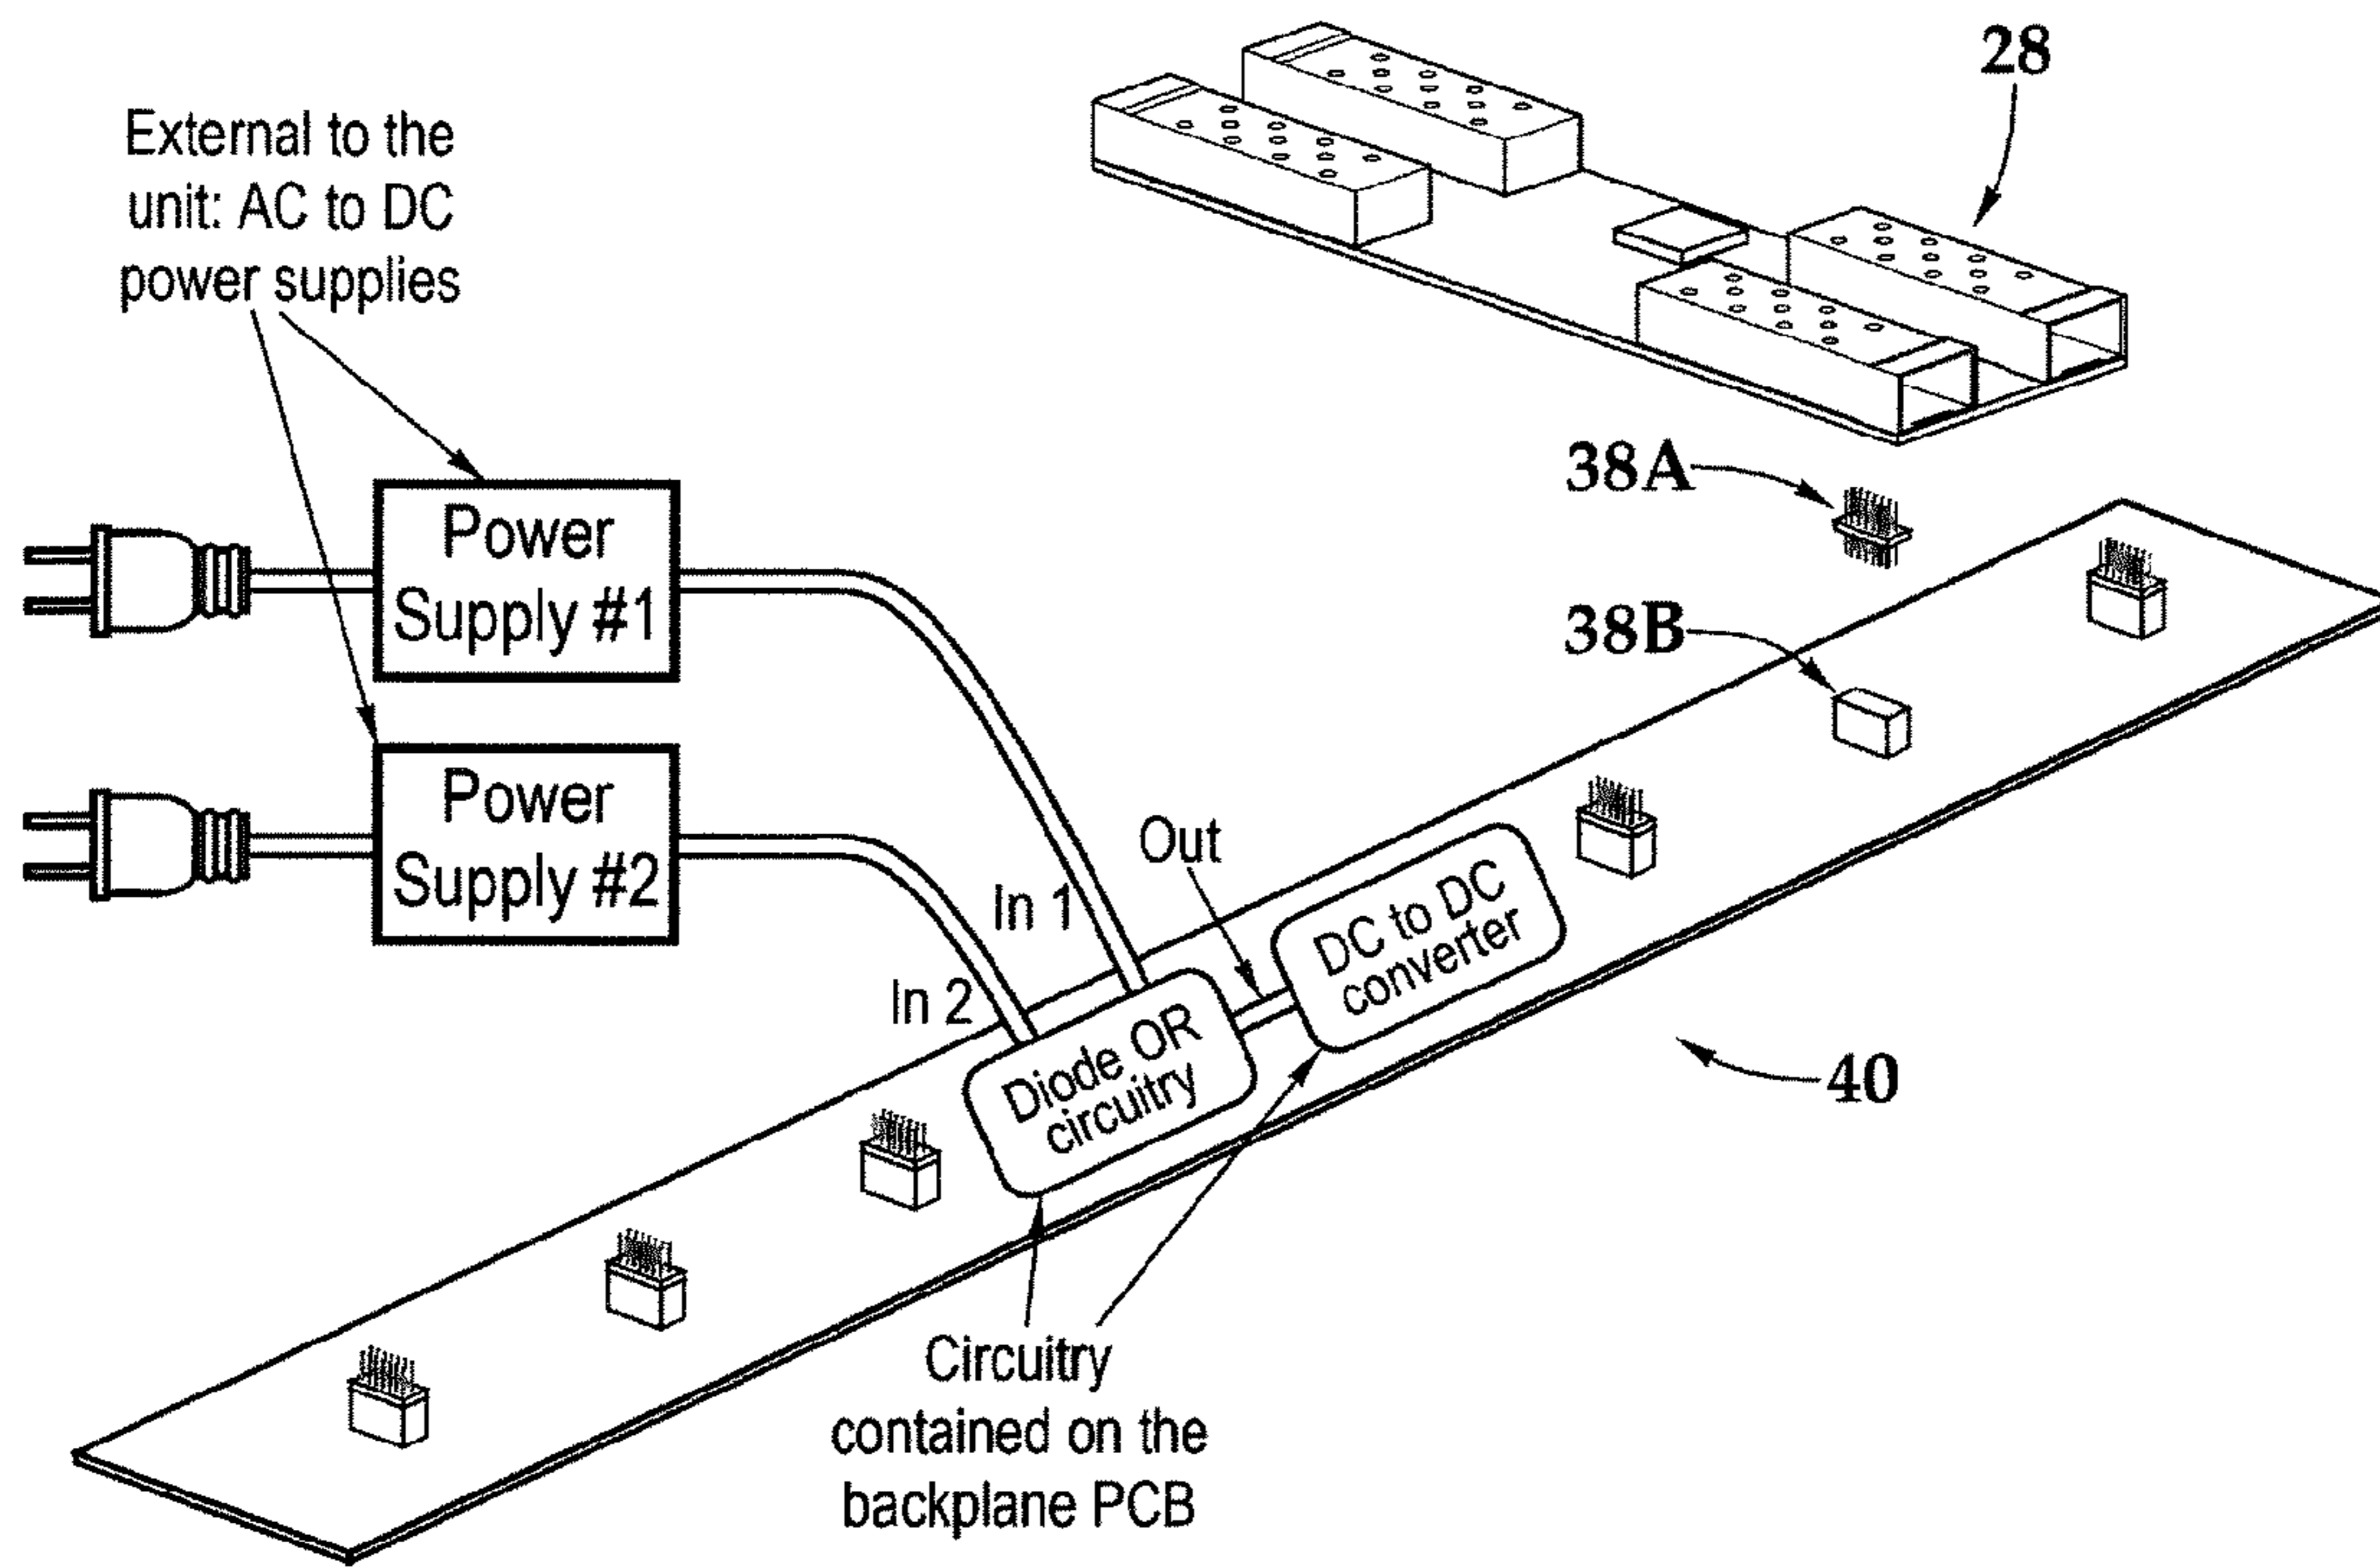 28
External to the
unit: AC to DC
power supplies
38A
Power
Supply #1
38B
Power
Supply #2
Out
In 1
DC to DC
converter
In 2
Diode OR
circuitry
40
Circuitry
contained on the
backplane PCB